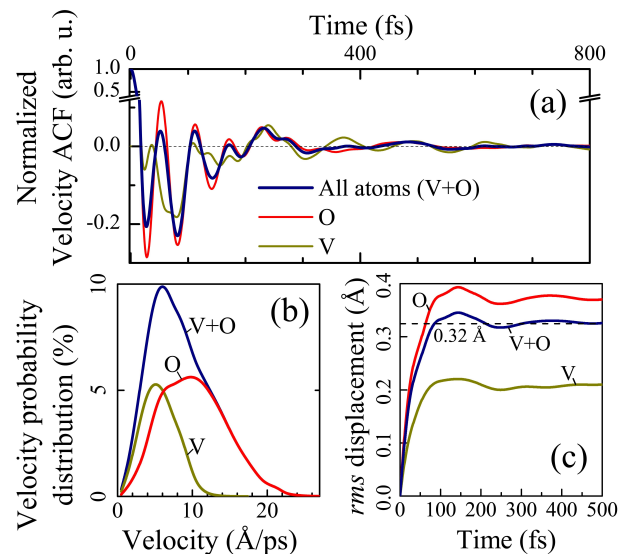 Time (fs)
0 400 800
Normalized
Velocity ACF (arb. u.)
1.0
0.5
0.0
-0.2
(a)
All atoms (V+O)
O
V
Velocity probability
distribution (%)
10
5
0
(b)
V+O
O
V
0 10 20
Velocity (Å/ps)
rms displacement (Å)
0.4
0.3
0.2
0.1
0.0
(c)
O
0.32 Å
V+O
V
0 100 200 300 400 500
Time (fs)